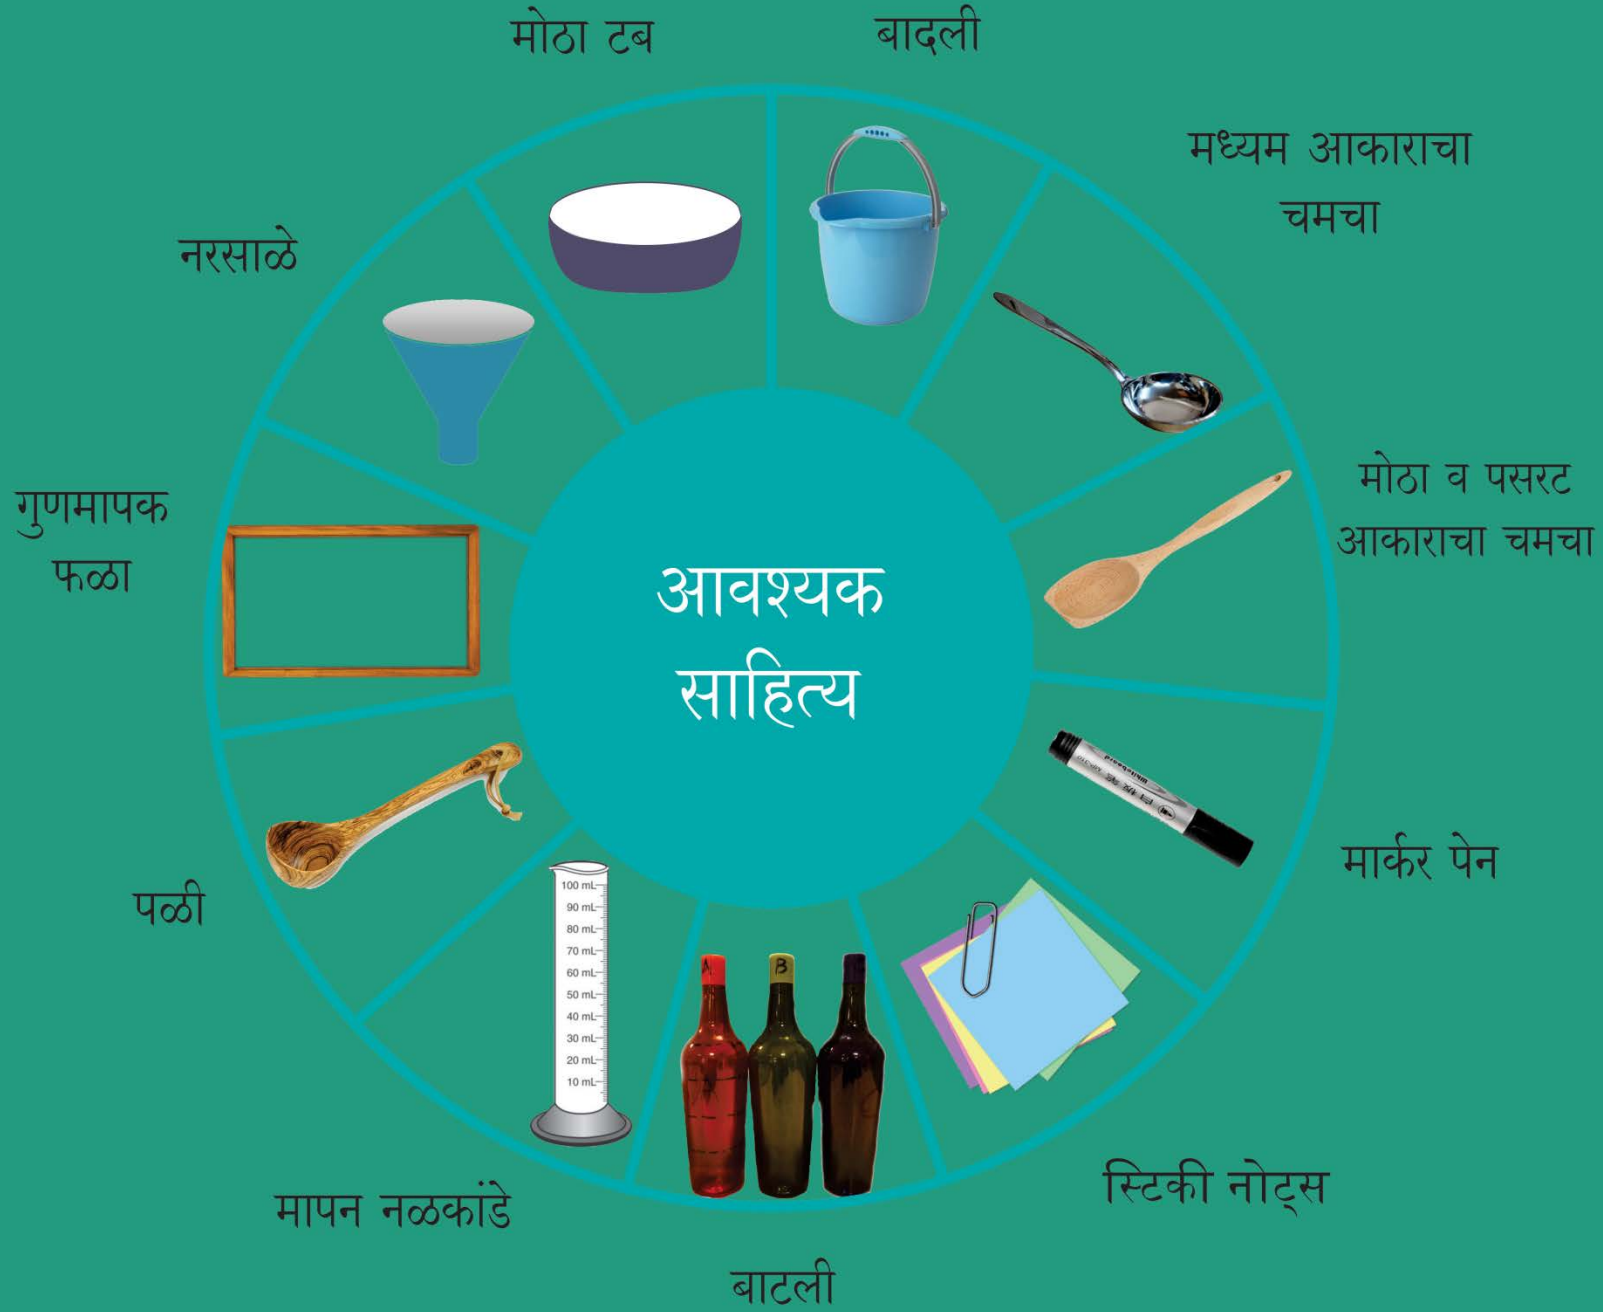 मोठा टब
बादली
मध्यम आकाराचा
चमचा
नरसाळे
मोठा व पसरट
आकाराचा चमचा
गुणमापक
फळा
आवश्यक
साहित्य
मार्कर पेन
पळी
100 mL
90 mL
80 mL
70 mL
60 mL
50 mL
40 mL
30 mL
20 mL
10 mL
A
B
Whiteboard
स्टिकी नोट्स
मापन नळकांडे
बाटली